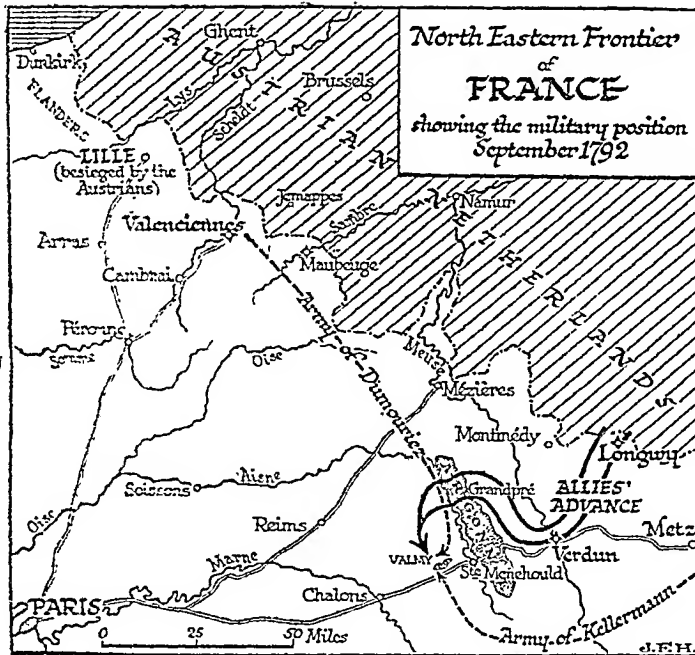 North Eastern Frontier
of
FRANCE
showing the military position
September 1792
Ghent
Dunkirk
AUSTRIAN
Brussels
Lys
Scheldt
FLANDERS
LILLE
(besieged by the
Austrians)
Jemappes
Namur
Sambre
NETHERLANDS
Valenciennes
Arras
Maubeuge
Cambrai
Army of Dumouriez
Péronne
Somme
Oise
Meuse
Mézières
Montmédy
Longwy
Aisne
Grandpré
ALLIES'
ADVANCE
Soissons
ARGONNE
Oise
Reims
Metz
VALMY
Verdun
Marne
Ste Menehould
PARIS
Chalons
0 25 50 Miles
Army of Kellermann
J.F.H.